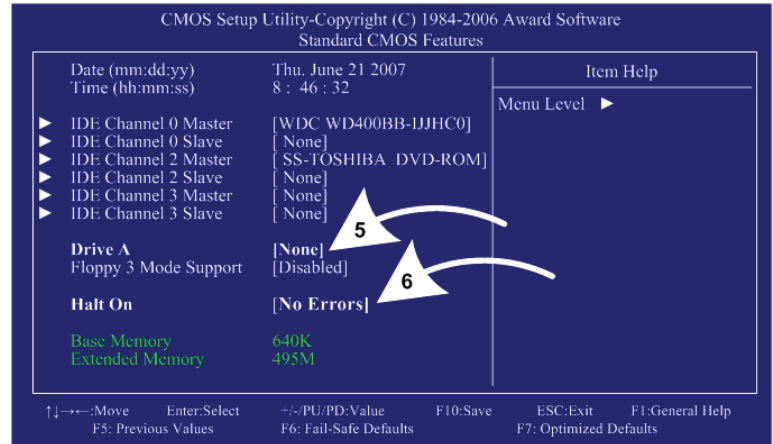 CMOS Setup Utility-Copyright (C) 1984-2006 Award Software
Standard CMOS Features
Date (mm:dd:yy) Thu. June 21 2007
Time (hh:mm:ss) 8 : 46 : 32
Item Help
Menu Level ►
► IDE Channel 0 Master [WDC WD400BB-IJJHC0]
► IDE Channel 0 Slave [ None]
► IDE Channel 2 Master [ SS-TOSHIBA DVD-ROM]
► IDE Channel 2 Slave [ None]
► IDE Channel 3 Master [ None]
► IDE Channel 3 Slave [ None]
5
Drive A [None]
Floppy 3 Mode Support [Disabled]
6
Halt On [No Errors]
Base Memory 640K
Extended Memory 495M
↑↓→←:Move Enter:Select +/-/PU/PD:Value F10:Save ESC:Exit F1:General Help
F5: Previous Values F6: Fail-Safe Defaults F7: Optimized Defaults